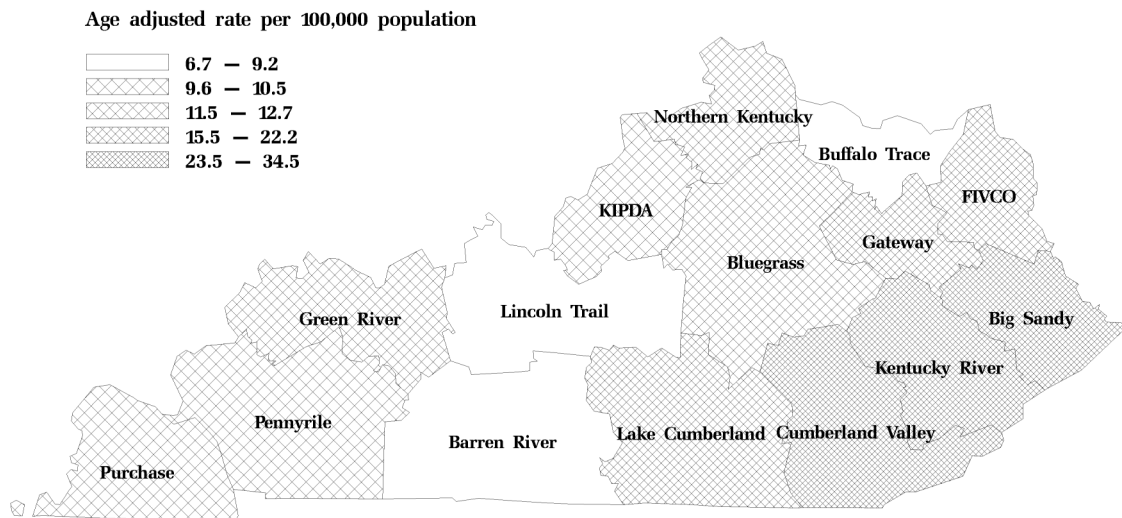 Age adjusted rate per 100,000 population
6.7 – 9.2
9.6 – 10.5
11.5 – 12.7
15.5 – 22.2
23.5 – 34.5
Northern Kentucky
Buffalo Trace
FIVCO
KIPDA
Gateway
Bluegrass
Lincoln Trail
Green River
Big Sandy
Kentucky River
Pennyrile
Lake Cumberland
Cumberland Valley
Barren River
Purchase